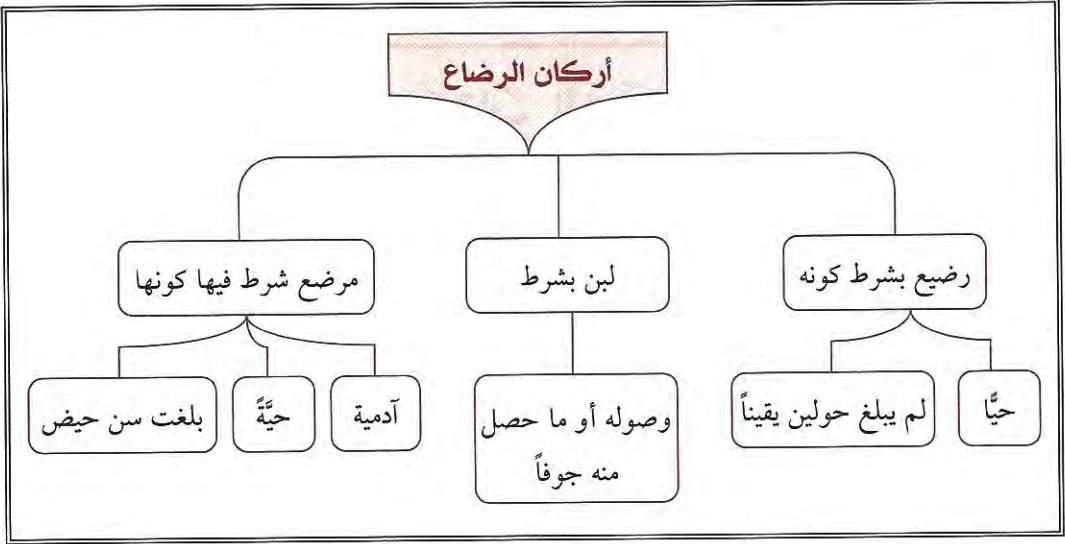 أركان الرضاع
رضيع بشرط كونه
لبن بشرط
مرضع شرط فيها كونها
حيًّا
لم يبلغ حولين يقيناً
وصوله أو ما حصل
منه جوفاً
آدمية
حيَّةً
بلغت سن حيض